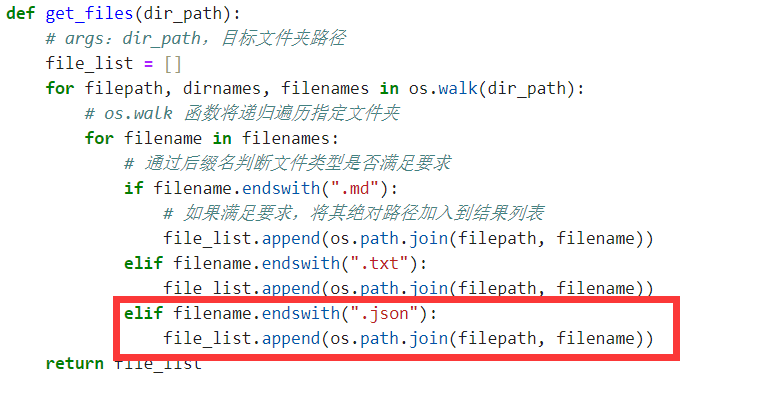 def get_files(dir_path):
    # args：dir_path，目标文件夹路径
    file_list = []
    for filepath, dirnames, filenames in os.walk(dir_path):
        # os.walk 函数将递归遍历指定文件夹
        for filename in filenames:
            # 通过后缀名判断文件类型是否满足要求
            if filename.endswith(".md"):
                # 如果满足要求，将其绝对路径加入到结果列表
                file_list.append(os.path.join(filepath, filename))
            elif filename.endswith(".txt"):
                file_list.append(os.path.join(filepath, filename))
            elif filename.endswith(".json"):
                file_list.append(os.path.join(filepath, filename))
    return file_list